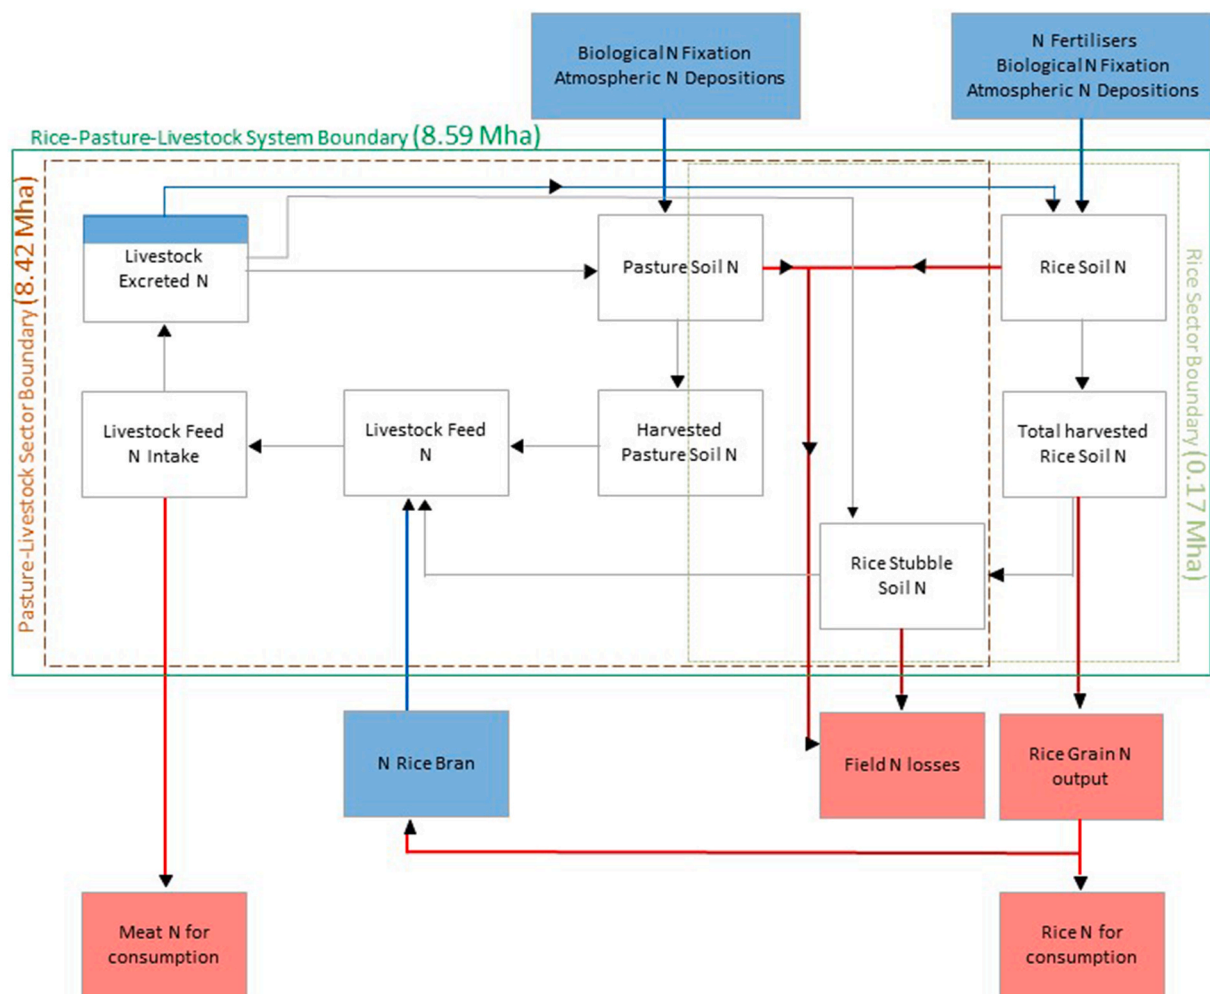 Biological N Fixation
Atmospheric N Depositions
N Fertilisers
Biological N Fixation
Atmospheric N Depositions
Rice-Pasture-Livestock System Boundary (8.59 Mha)
Pasture-Livestock Sector Boundary (8.42 Mha)
Rice Sector Boundary (0.17 Mha)
Livestock
Excreted N
Pasture Soil N
Rice Soil N
Livestock Feed
N Intake
Livestock Feed
N
Harvested
Pasture Soil N
Total harvested
Rice Soil N
Rice Stubble
Soil N
N Rice Bran
Field N losses
Rice Grain N
output
Meat N for
consumption
Rice N for
consumption